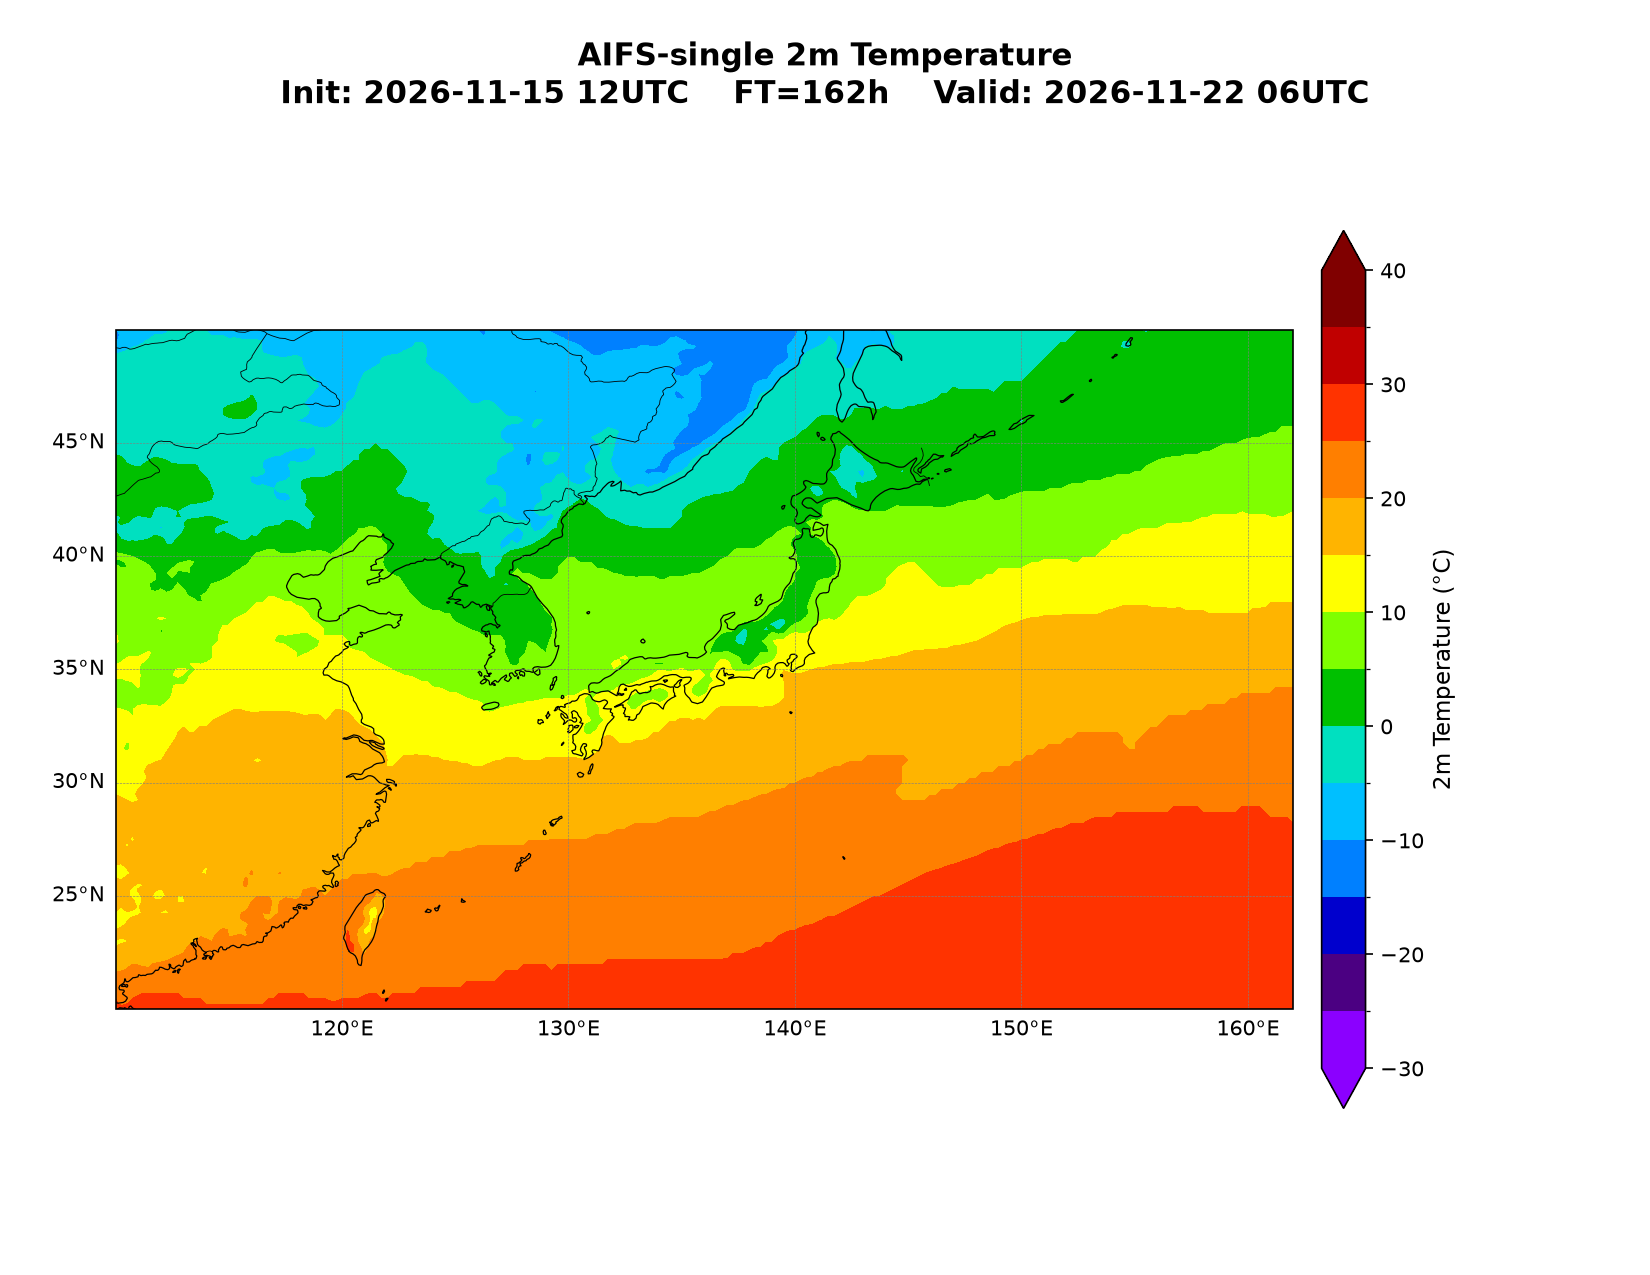 AIFS-single 2m Temperature
Init: 2026-11-15 12UTC    FT=162h    Valid: 2026-11-22 06UTC
45°N
40°N
35°N
30°N
25°N
120°E
130°E
140°E
150°E
160°E
40
30
20
10
0
−10
−20
−30
2m Temperature (°C)